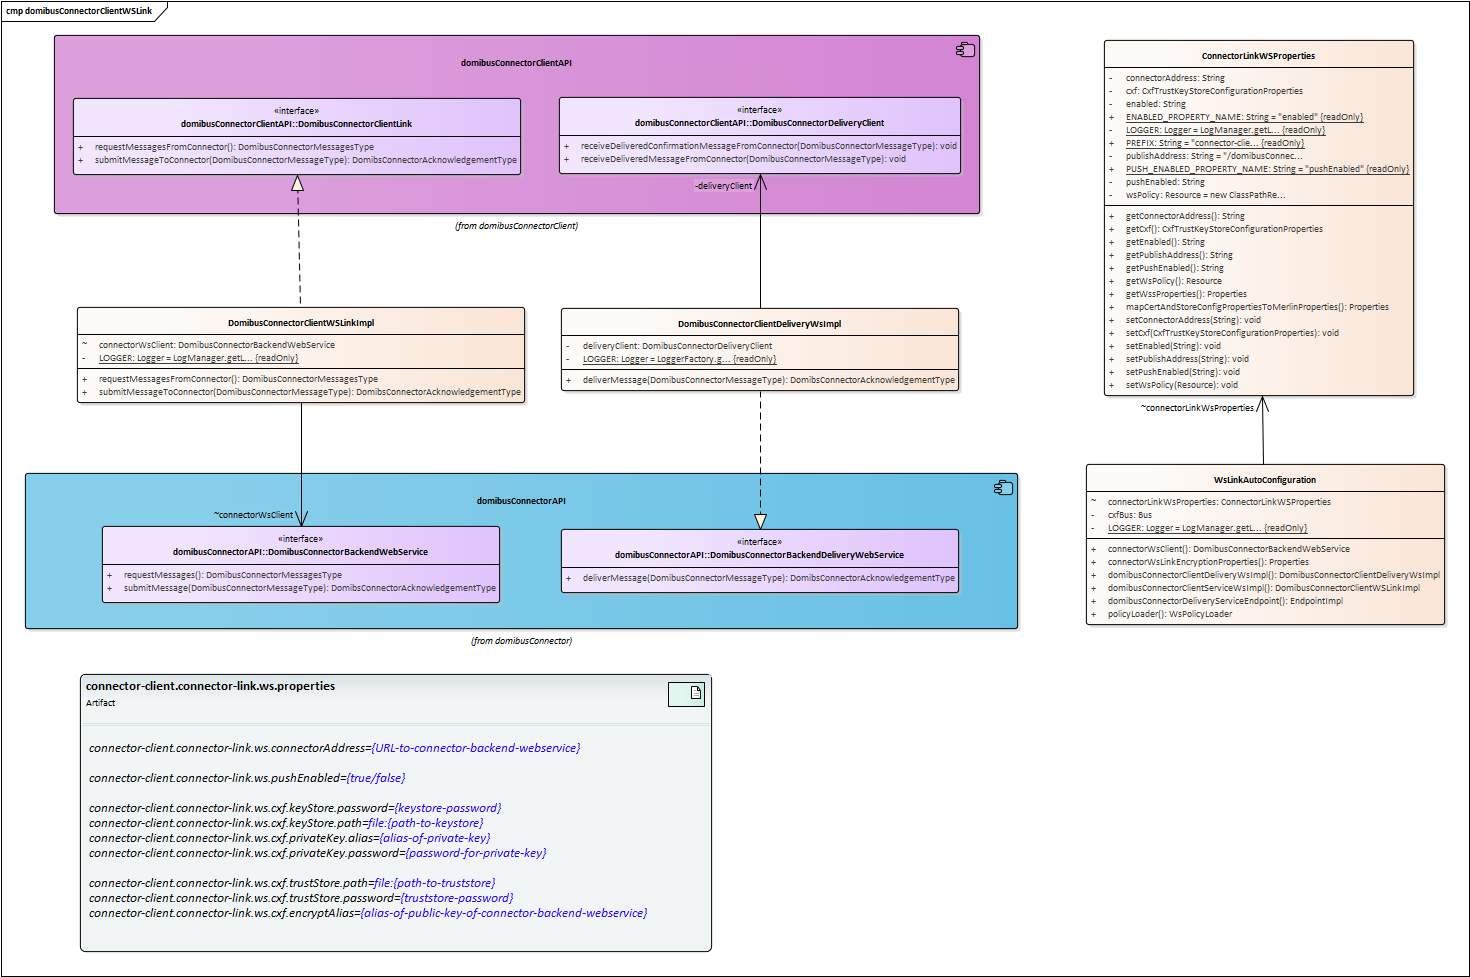 cmp domibusConnectorClientWSLink
domibusConnectorClientAPI
«interface»
domibusConnectorClientAPI::DomibusConnectorClientLink
+ requestMessagesFromConnector(): DomibusConnectorMessagesType
+ submitMessageToConnector(DomibusConnectorMessageType): DomibsConnectorAcknowledgementType
«interface»
domibusConnectorClientAPI::DomibusConnectorDeliveryClient
+ receiveDeliveredConfirmationMessageFromConnector(DomibusConnectorMessageType): void
+ receiveDeliveredMessageFromConnector(DomibusConnectorMessageType): void
-deliveryClient
(from domibusConnectorClient)
DomibusConnectorClientWSLinkImpl
~ connectorWsClient: DomibusConnectorBackendWebService
- LOGGER: Logger = LogManager.getL... {readOnly}
+ requestMessagesFromConnector(): DomibusConnectorMessagesType
+ submitMessageToConnector(DomibusConnectorMessageType): DomibsConnectorAcknowledgementType
DomibusConnectorClientDeliveryWsImpl
- deliveryClient: DomibusConnectorDeliveryClient
- LOGGER: Logger = LoggerFactory.g... {readOnly}
+ deliverMessage(DomibusConnectorMessageType): DomibsConnectorAcknowledgementType
domibusConnectorAPI
~connectorWsClient
«interface»
domibusConnectorAPI::DomibusConnectorBackendWebService
+ requestMessages(): DomibusConnectorMessagesType
+ submitMessage(DomibusConnectorMessageType): DomibsConnectorAcknowledgementType
«interface»
domibusConnectorAPI::DomibusConnectorBackendDeliveryWebService
+ deliverMessage(DomibusConnectorMessageType): DomibsConnectorAcknowledgementType
(from domibusConnector)
ConnectorLinkWSProperties
- connectorAddress: String
- cxf: CxfTrustKeyStoreConfigurationProperties
- enabled: String
+ ENABLED_PROPERTY_NAME: String = "enabled" {readOnly}
- LOGGER: Logger = LogManager.getL... {readOnly}
+ PREFIX: String = "connector-clie... {readOnly}
- publishAddress: String = "/domibusConnec...
+ PUSH_ENABLED_PROPERTY_NAME: String = "pushEnabled" {readOnly}
- pushEnabled: String
- wsPolicy: Resource = new ClassPathRe...
+ getConnectorAddress(): String
+ getCxf(): CxfTrustKeyStoreConfigurationProperties
+ getEnabled(): String
+ getPublishAddress(): String
+ getPushEnabled(): String
+ getWsPolicy(): Resource
+ getWssProperties(): Properties
+ mapCertAndStoreConfigPropertiesToMerlinProperties(): Properties
+ setConnectorAddress(String): void
+ setCxf(CxfTrustKeyStoreConfigurationProperties): void
+ setEnabled(String): void
+ setPublishAddress(String): void
+ setPushEnabled(String): void
+ setWsPolicy(Resource): void
~connectorLinkWsProperties
WsLinkAutoConfiguration
~ connectorLinkWsProperties: ConnectorLinkWSProperties
- cxfBus: Bus
- LOGGER: Logger = LogManager.getL... {readOnly}
+ connectorWsClient(): DomibusConnectorBackendWebService
+ connectorWsLinkEncryptionProperties(): Properties
+ domibusConnectorClientDeliveryWsImpl(): DomibusConnectorClientDeliveryWsImpl
+ domibusConnectorClientServiceWsImpl(): DomibusConnectorClientWSLinkImpl
+ domibusConnectorDeliveryServiceEndpoint(): EndpointImpl
+ policyLoader(): WsPolicyLoader
connector-client.connector-link.ws.properties
Artifact
connector-client.connector-link.ws.connectorAddress={URL-to-connector-backend-webservice}
connector-client.connector-link.ws.pushEnabled={true/false}
connector-client.connector-link.ws.cxf.keyStore.password={keystore-password}
connector-client.connector-link.ws.cxf.keyStore.path=file:{path-to-keystore}
connector-client.connector-link.ws.cxf.privateKey.alias={alias-of-private-key}
connector-client.connector-link.ws.cxf.privateKey.password={password-for-private-key}
connector-client.connector-link.ws.cxf.trustStore.path=file:{path-to-truststore}
connector-client.connector-link.ws.cxf.trustStore.password={truststore-password}
connector-client.connector-link.ws.cxf.encryptAlias={alias-of-public-key-of-connector-backend-webservice}